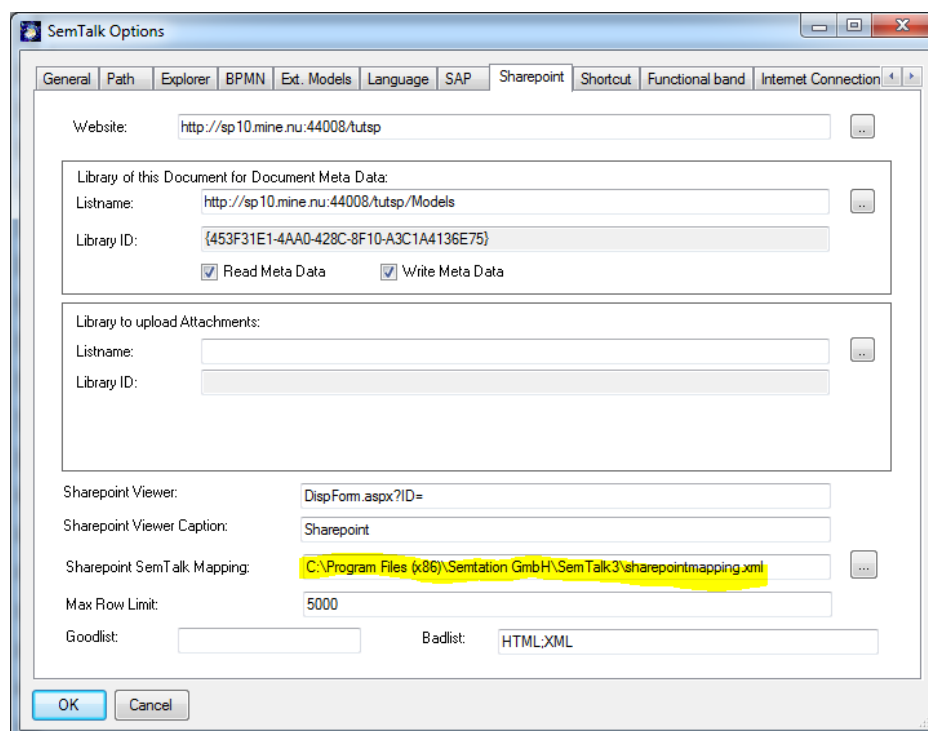 SemTalk Options
General Path Explorer BPMN Ext. Models Language SAP Sharepoint Shortcut Functional band Internet Connection
Website: http://sp10.mine.nu:44008/tutsp ..
Library of this Document for Document Meta Data:
Listname: http://sp10.mine.nu:44008/tutsp/Models ..
Library ID: {453F31E1-4AA0-428C-8F10-A3C1A4136E75}
Read Meta Data Write Meta Data
Library to upload Attachments:
Listname: ..
Library ID:
Sharepoint Viewer: DispForm.aspx?ID=
Sharepoint Viewer Caption: Sharepoint
Sharepoint SemTalk Mapping: C:\Program Files (x86)\Semtation GmbH\SemTalk3\sharepointmapping.xml ...
Max Row Limit: 5000
Goodlist: Badlist: HTML;XML
OK Cancel